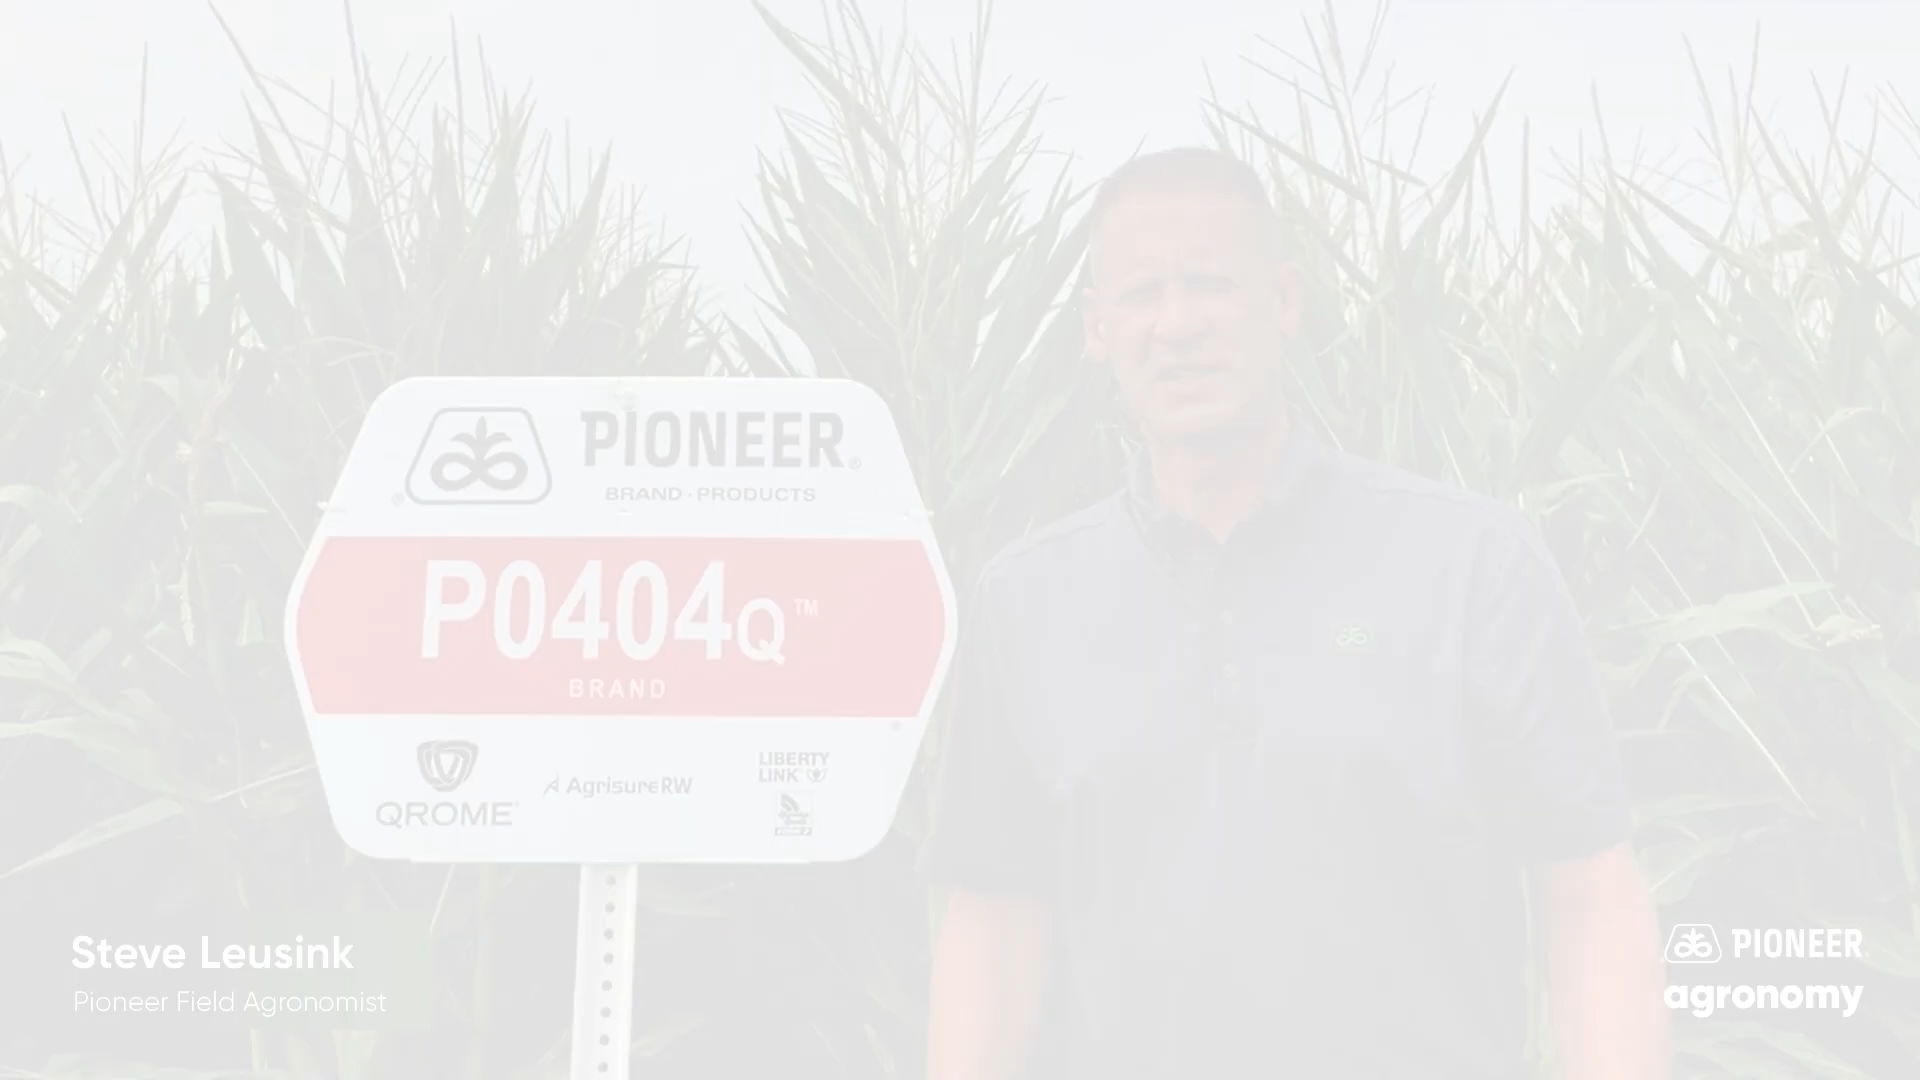 PIONEER®
BRAND·PRODUCTS
P0404Q™
BRAND
QROME®
AgrisureRW
LIBERTY
LINK
Steve Leusink
Pioneer Field Agronomist
PIONEER
agronomy